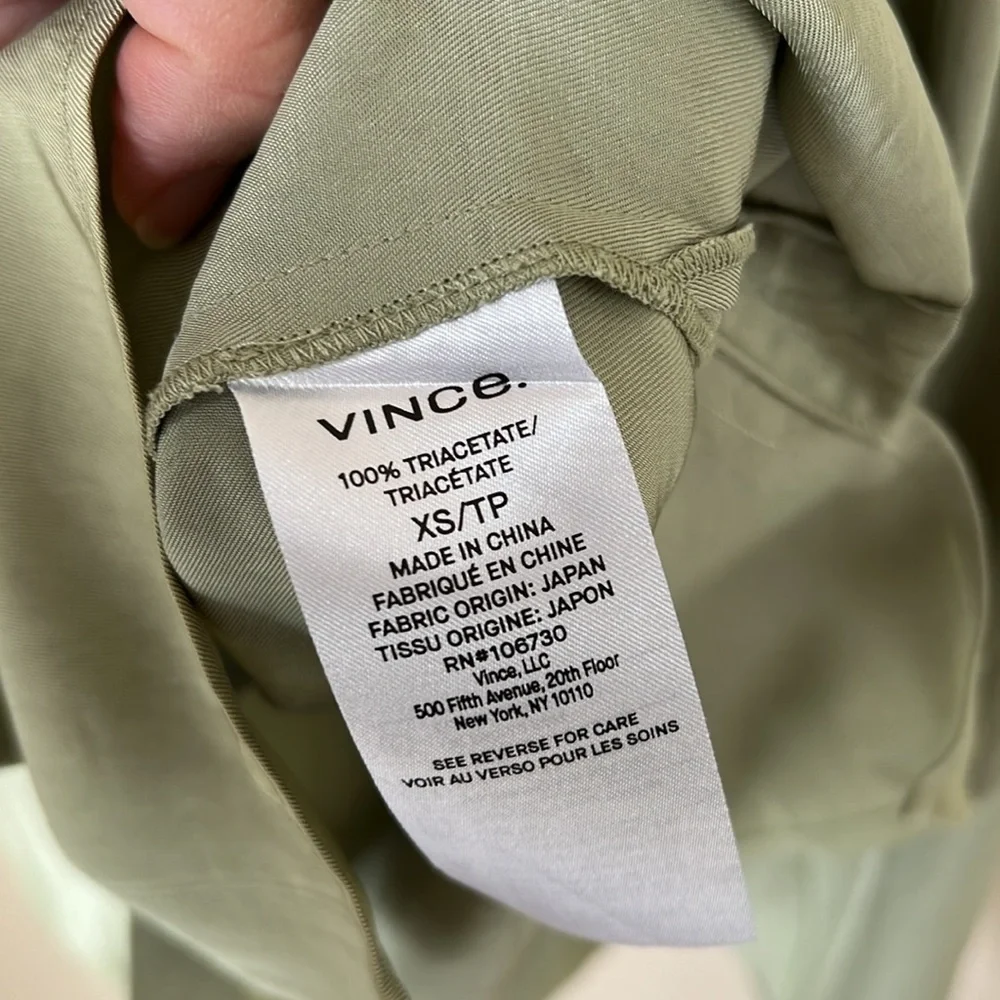 VINCE.
100% TRIACETATE/
TRIACÉTATE
XS/TP
MADE IN CHINA
FABRIQUÉ EN CHINE
FABRIC ORIGIN: JAPAN
TISSU ORIGINE: JAPON
RN#106730
Vince, LLC
500 Fifth Avenue, 20th Floor
New York, NY 10110
SEE REVERSE FOR CARE
VOIR AU VERSO POUR LES SOINS